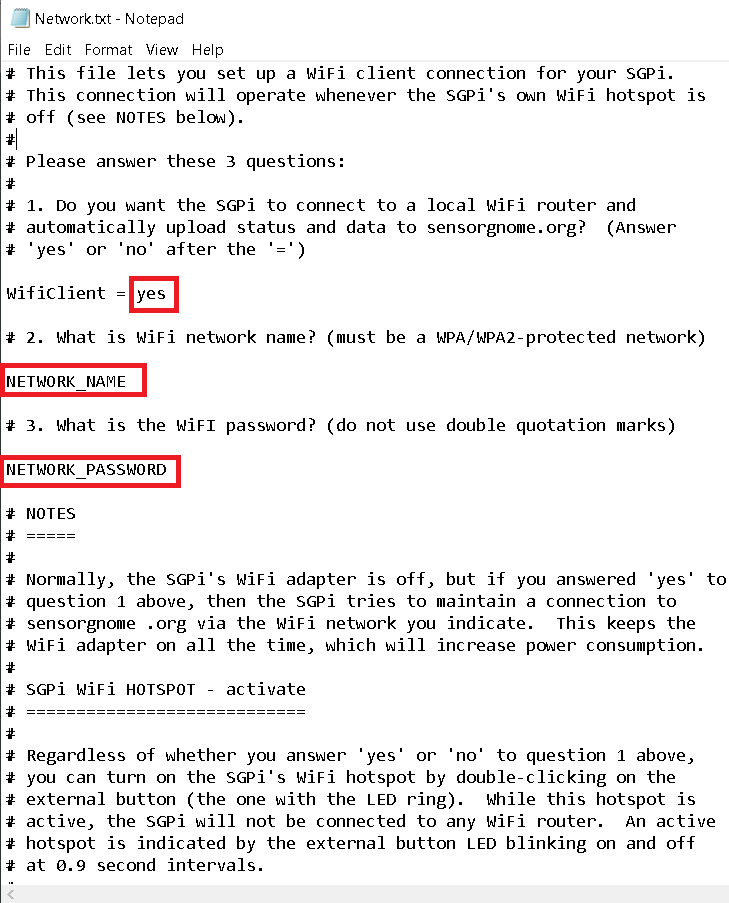 Network.txt - Notepad
File Edit Format View Help
# This file lets you set up a WiFi client connection for your SGPi.
# This connection will operate whenever the SGPi's own WiFi hotspot is
# off (see NOTES below).
#
# Please answer these 3 questions:
#
# 1. Do you want the SGPi to connect to a local WiFi router and
# automatically upload status and data to sensorgnome.org?  (Answer
# 'yes' or 'no' after the '=')
WifiClient = yes
# 2. What is WiFi network name? (must be a WPA/WPA2-protected network)
NETWORK_NAME
# 3. What is the WiFI password? (do not use double quotation marks)
NETWORK_PASSWORD
# NOTES
# =====
#
# Normally, the SGPi's WiFi adapter is off, but if you answered 'yes' to
# question 1 above, then the SGPi tries to maintain a connection to
# sensorgnome .org via the WiFi network you indicate.  This keeps the
# WiFi adapter on all the time, which will increase power consumption.
#
# SGPi WiFi HOTSPOT - activate
# ============================
#
# Regardless of whether you answer 'yes' or 'no' to question 1 above,
# you can turn on the SGPi's WiFi hotspot by double-clicking on the
# external button (the one with the LED ring).  While this hotspot is
# active, the SGPi will not be connected to any WiFi router.  An active
# hotspot is indicated by the external button LED blinking on and off
# at 0.9 second intervals.